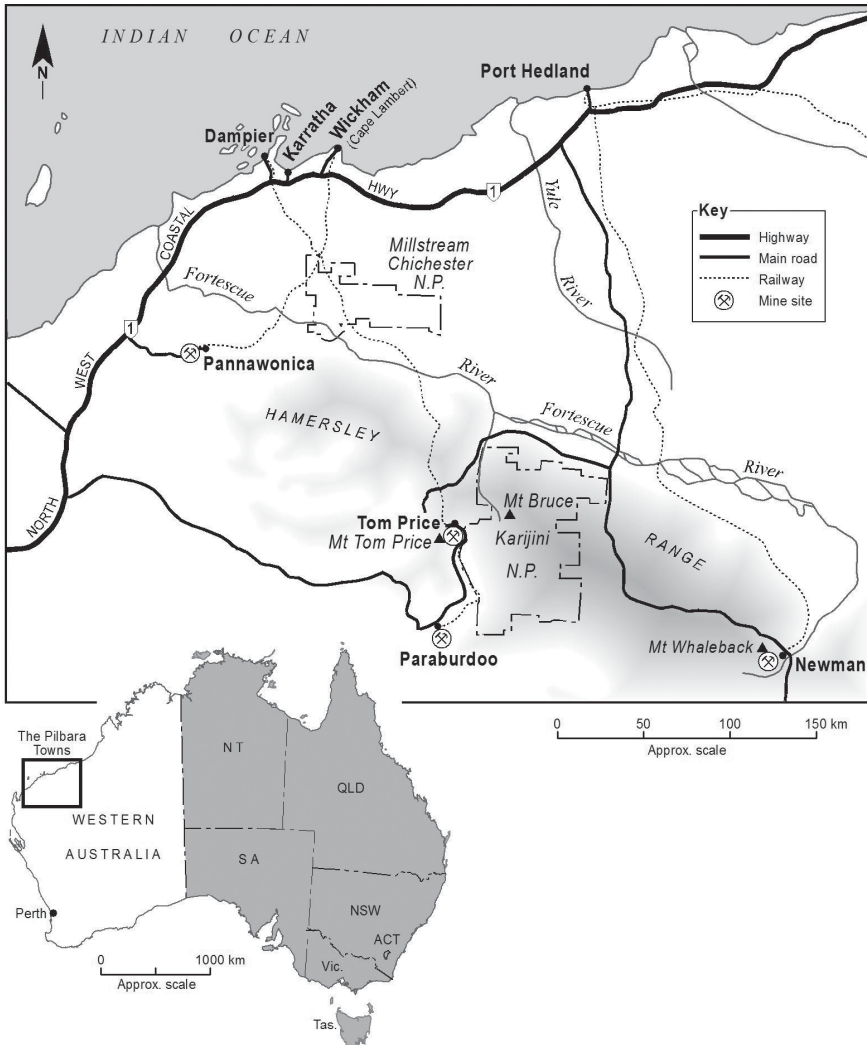 INDIAN OCEAN
N
Port Hedland
Dampier
Karratha
Wickham
(Cape Lambert)
COASTAL
HWY
1
Yule
River
Key
Highway
Main road
Railway
Mine site
Millstream
Chichester
N.P.
Fortescue
River
1
WEST
NORTH
Pannawonica
HAMERSLEY
Fortescue
River
Mt Bruce
Tom Price
Mt Tom Price
Karijini
N.P.
RANGE
Paraburdoo
Mt Whaleback
Newman
0 50 100 150 km
Approx. scale
The Pilbara
Towns
NT
QLD
WESTERN
AUSTRALIA
SA
NSW
ACT
Perth
Vic.
0 1000 km
Approx. scale
Tas.